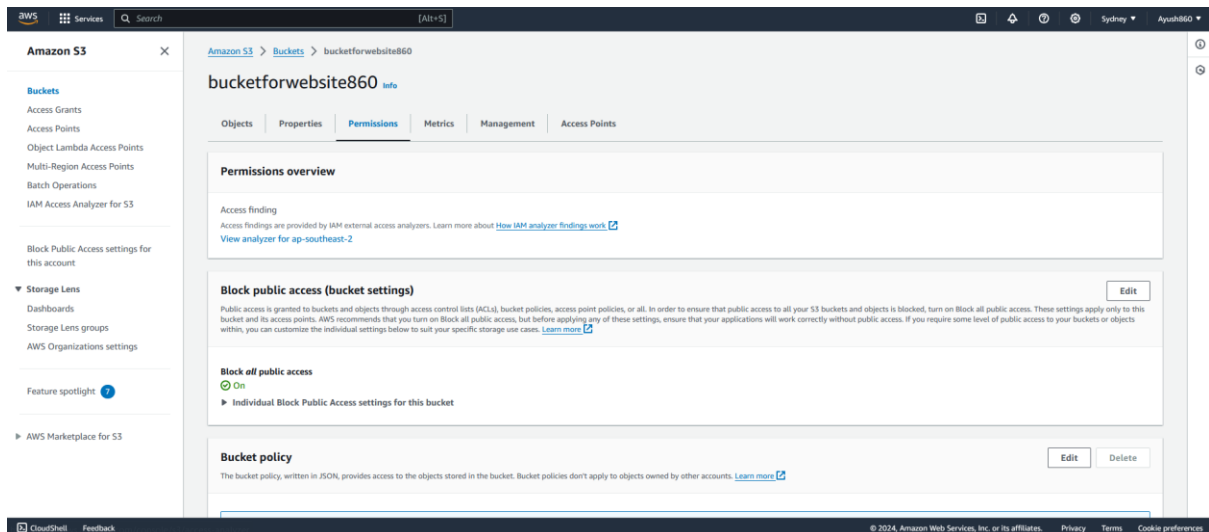 aws Services Search [Alt+S] Sydney ▼ Ayush860 ▼
Amazon S3
Buckets
Access Grants
Access Points
Object Lambda Access Points
Multi-Region Access Points
Batch Operations
IAM Access Analyzer for S3
Block Public Access settings for
this account
▼ Storage Lens
Dashboards
Storage Lens groups
AWS Organizations settings
Feature spotlight 7
▶ AWS Marketplace for S3
Amazon S3 > Buckets > bucketforwebsite860
bucketforwebsite860 Info
Objects Properties Permissions Metrics Management Access Points
Permissions overview
Access finding
Access findings are provided by IAM external access analyzers. Learn more about How IAM analyzer findings work
View analyzer for ap-southeast-2
Block public access (bucket settings) Edit
Public access is granted to buckets and objects through access control lists (ACLs), bucket policies, access point policies, or all. In order to ensure that public access to all your S3 buckets and objects is blocked, turn on Block all public access. These settings apply only to this
bucket and its access points. AWS recommends that you turn on Block all public access, but before applying any of these settings, ensure that your applications will work correctly without public access. If you require some level of public access to your buckets or objects
within, you can customize the individual settings below to suit your specific storage use cases. Learn more
Block all public access
On
▶ Individual Block Public Access settings for this bucket
Bucket policy Edit Delete
The bucket policy, written in JSON, provides access to the objects stored in the bucket. Bucket policies don't apply to objects owned by other accounts. Learn more
CloudShell Feedback © 2024, Amazon Web Services, Inc. or its affiliates. Privacy Terms Cookie preferences